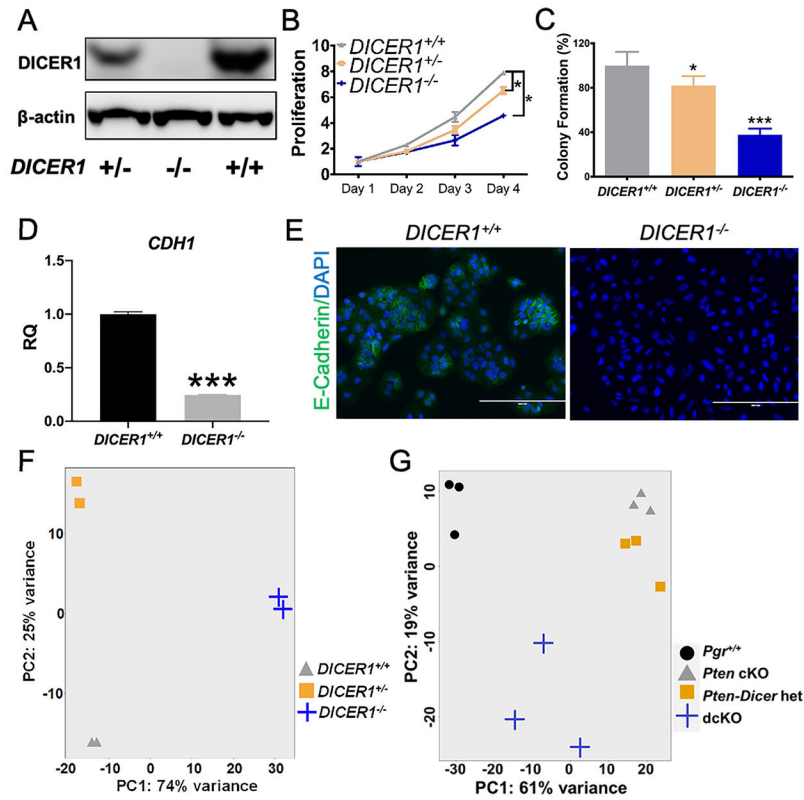 A
DICER1
β-actin
DICER1 +/- -/- +/+
B
Proliferation
10
8
6
4
2
0
DICER1+/+
DICER1+/-
DICER1-/-
*
*
Day 1 Day 2 Day 3 Day 4
C
Colony Formation (%)
120
80
40
0
*
***
DICER1+/+ DICER1+/- DICER1-/-
D
CDH1
RQ
1.5
1.0
0.5
0.0
***
DICER1+/+ DICER1-/-
E
DICER1+/+ DICER1-/-
E-Cadherin/DAPI
F
PC2: 25% variance
10
0
-10
-20 -10 0 10 20 30
PC1: 74% variance
DICER1+/+
DICER1+/-
DICER1-/-
G
PC2: 19% variance
10
0
-10
-20
-30 -20 -10 0 10 20
PC1: 61% variance
Pgr+/+
Pten cKO
Pten-Dicer het
dcKO